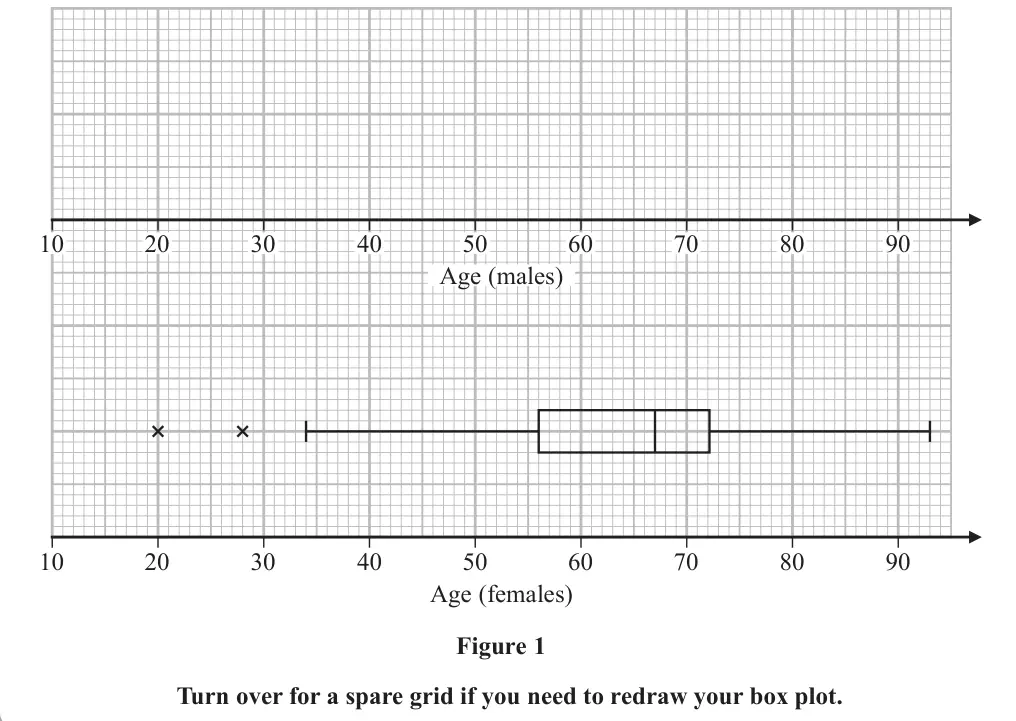 10 20 30 40 50 60 70 80 90
Age (males)
10 20 30 40 50 60 70 80 90
Age (females)
Figure 1
Turn over for a spare grid if you need to redraw your box plot.